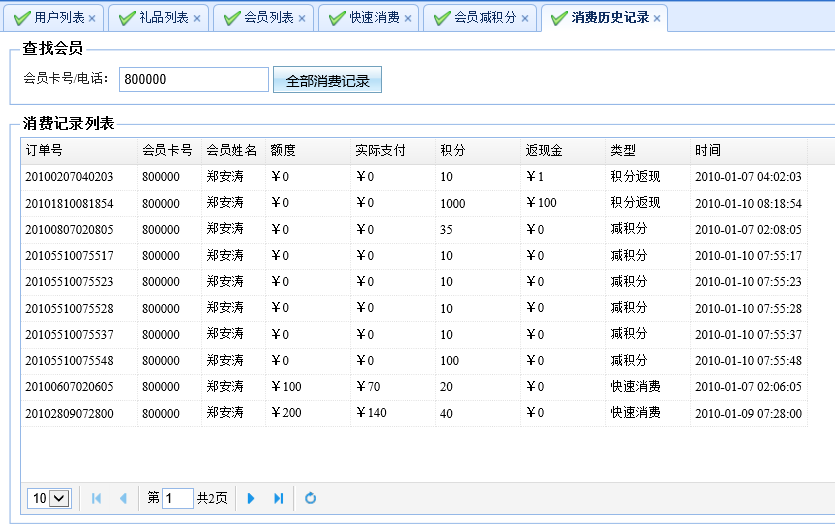 用户列表 礼品列表 会员列表 快速消费 会员减积分 消费历史记录
查找会员
会员卡号/电话： 800000 全部消费记录
消费记录列表
订单号 会员卡号 会员姓名 额度 实际支付 积分 返现金 类型 时间
20100207040203 800000 郑安涛 ￥0 ￥0 10 ￥1 积分返现 2010-01-07 04:02:03
20101810081854 800000 郑安涛 ￥0 ￥0 1000 ￥100 积分返现 2010-01-10 08:18:54
20100807020805 800000 郑安涛 ￥0 ￥0 35 ￥0 减积分 2010-01-07 02:08:05
20105510075517 800000 郑安涛 ￥0 ￥0 10 ￥0 减积分 2010-01-10 07:55:17
20105510075523 800000 郑安涛 ￥0 ￥0 10 ￥0 减积分 2010-01-10 07:55:23
20105510075528 800000 郑安涛 ￥0 ￥0 10 ￥0 减积分 2010-01-10 07:55:28
20105510075537 800000 郑安涛 ￥0 ￥0 10 ￥0 减积分 2010-01-10 07:55:37
20105510075548 800000 郑安涛 ￥0 ￥0 100 ￥0 减积分 2010-01-10 07:55:48
20100607020605 800000 郑安涛 ￥100 ￥70 20 ￥0 快速消费 2010-01-07 02:06:05
20102809072800 800000 郑安涛 ￥200 ￥140 40 ￥0 快速消费 2010-01-09 07:28:00
10 第 1 共2页